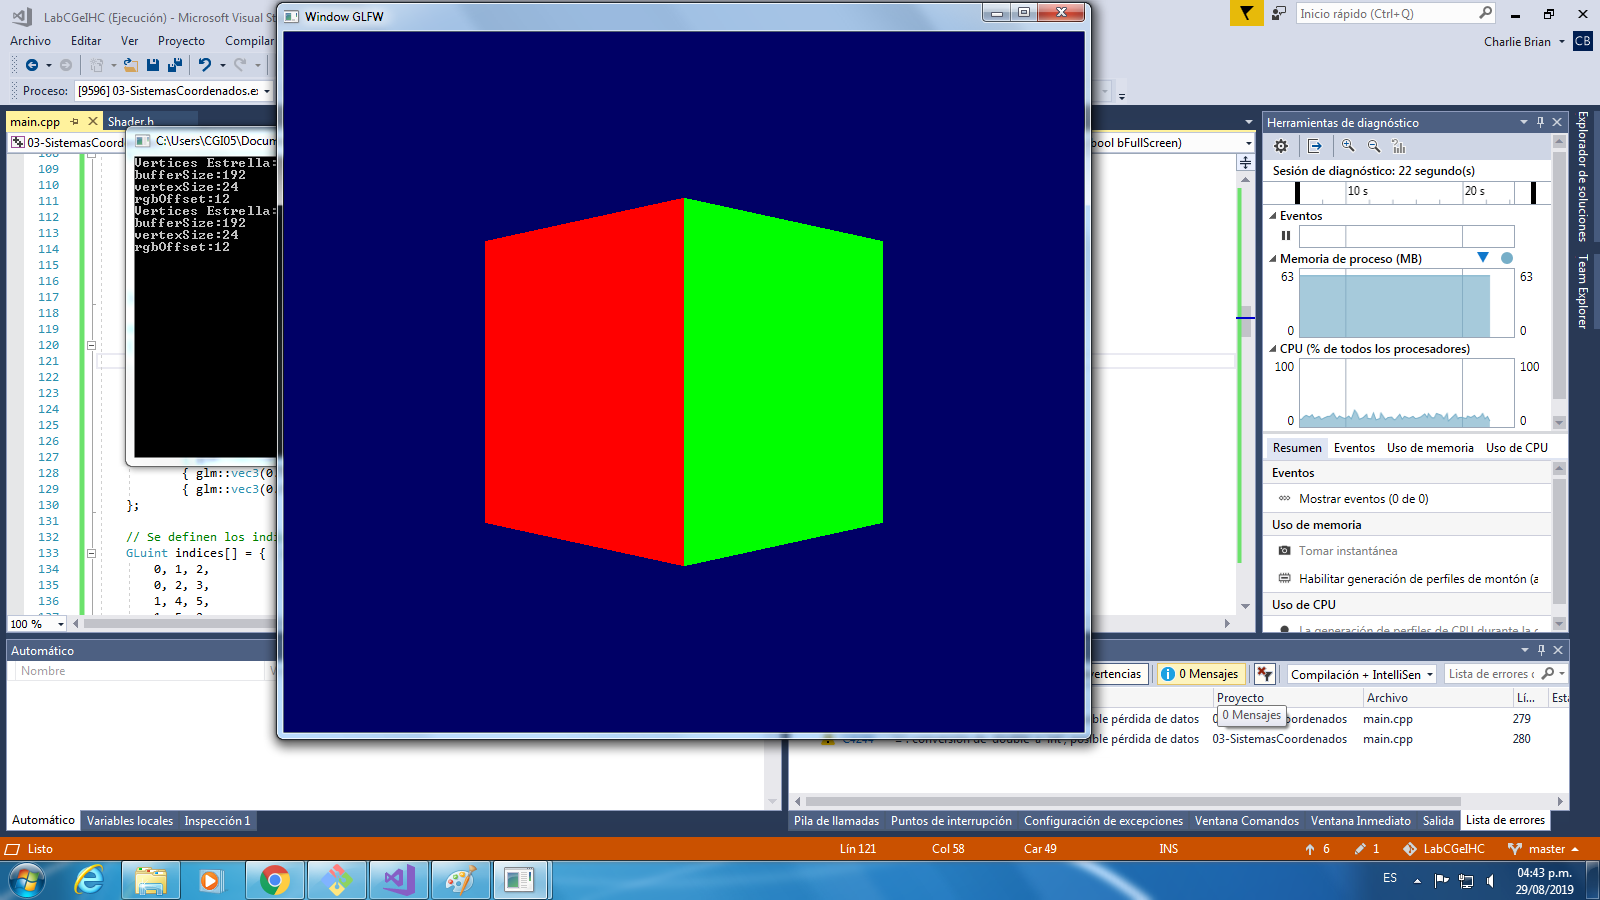 LabCGeIHC (Ejecución) - Microsoft Visual St
Window GLFW
Inicio rápido (Ctrl+Q)
Archivo Editar Ver Proyecto Compilar
Charlie Brian CB
Proceso: [9596] 03-SistemasCoordenados.e
main.cpp Shader.h
03-SistemasCoord
bool bFullScreen)
C:\Users\CGI05\Docum
Vertices Estrella:
bufferSize:192
vertexSize:24
rgbOffset:12
Vertices Estrella:
bufferSize:192
vertexSize:24
rgbOffset:12
109
110
111
112
113
114
115
116
117
118
119
120
121
122
123
124
125
126
127
128 { glm::vec3(0.
129 { glm::vec3(0.
130 };
131
132 // Se definen los indi
133 GLuint indices[] = {
134 0, 1, 2,
135 0, 2, 3,
136 1, 4, 5,
100 %
Herramientas de diagnóstico
Sesión de diagnóstico: 22 segundo(s)
10 s 20 s
Eventos
Memoria de proceso (MB)
63 63
0 0
CPU (% de todos los procesadores)
100 100
0 0
Resumen Eventos Uso de memoria Uso de CPU
Eventos
Mostrar eventos (0 de 0)
Uso de memoria
Tomar instantánea
Habilitar generación de perfiles de montón (a
Uso de CPU
La generación de perfiles de CPU durante la
Explorador de soluciones
Team Explorer
Automático
Nombre
vertencias 0 Mensajes Compilación + IntelliSen Lista de errores
Proyecto Archivo Lí... Esta
0 Mensajes
ble pérdida de datos 03-SistemasCoordenados main.cpp 279
C4244 '=': conversión de 'double' a 'int', posible pérdida de datos 03-SistemasCoordenados main.cpp 280
Automático Variables locales Inspección 1
Pila de llamadas Puntos de interrupción Configuración de excepciones Ventana Comandos Ventana Inmediato Salida Lista de errores
Listo Lín 121 Col 58 Car 49 INS 6 1 LabCGeIHC master
ES
04:43 p.m.
29/08/2019